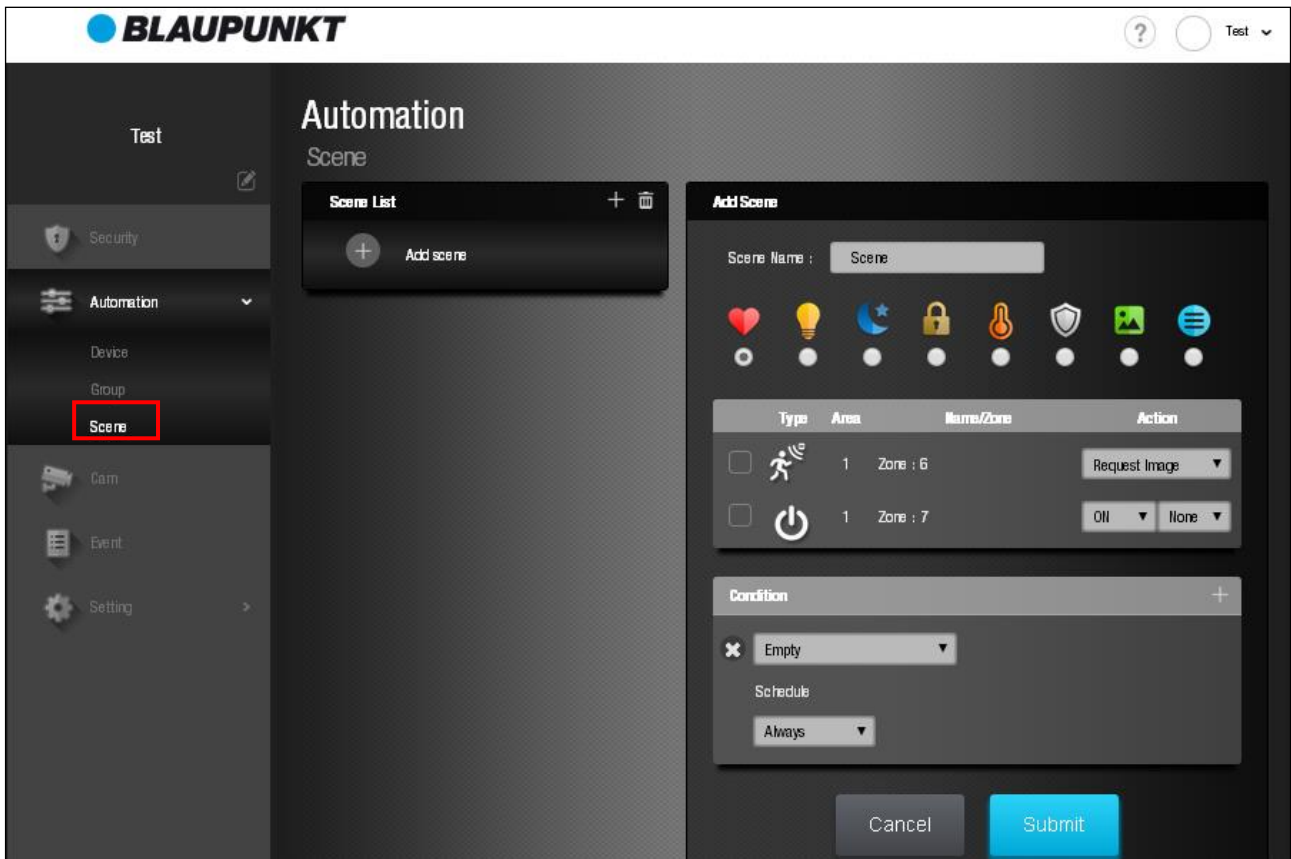 BLAUPUNKT
? Test
Test
Security
Automation
Device
Group
Scene
Cam
Event
Setting
Automation
Scene
Scene List
Add scene
Add Scene
Scene Name : Scene
Type Area Name/Zone Action
1 Zone : 6 Request Image
1 Zone : 7 ON None
Condition
Empty
Schedule
Always
Cancel Submit